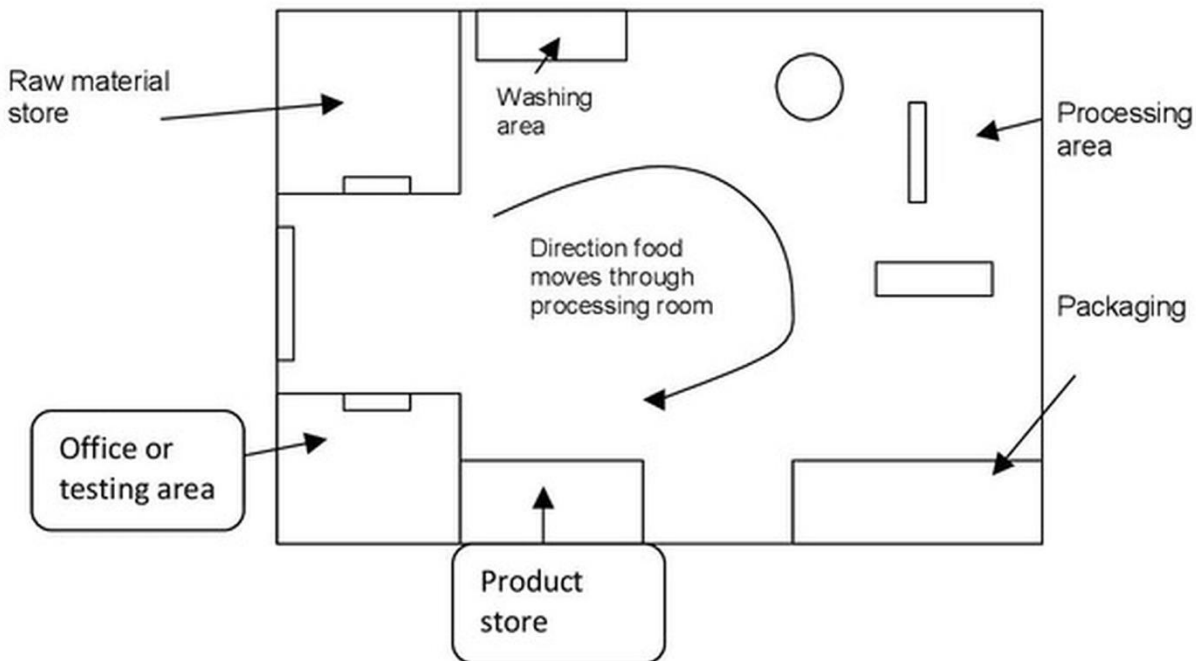 Raw material
store
Washing
area
Processing
area
Direction food
moves through
processing room
Packaging
Office or
testing area
Product
store